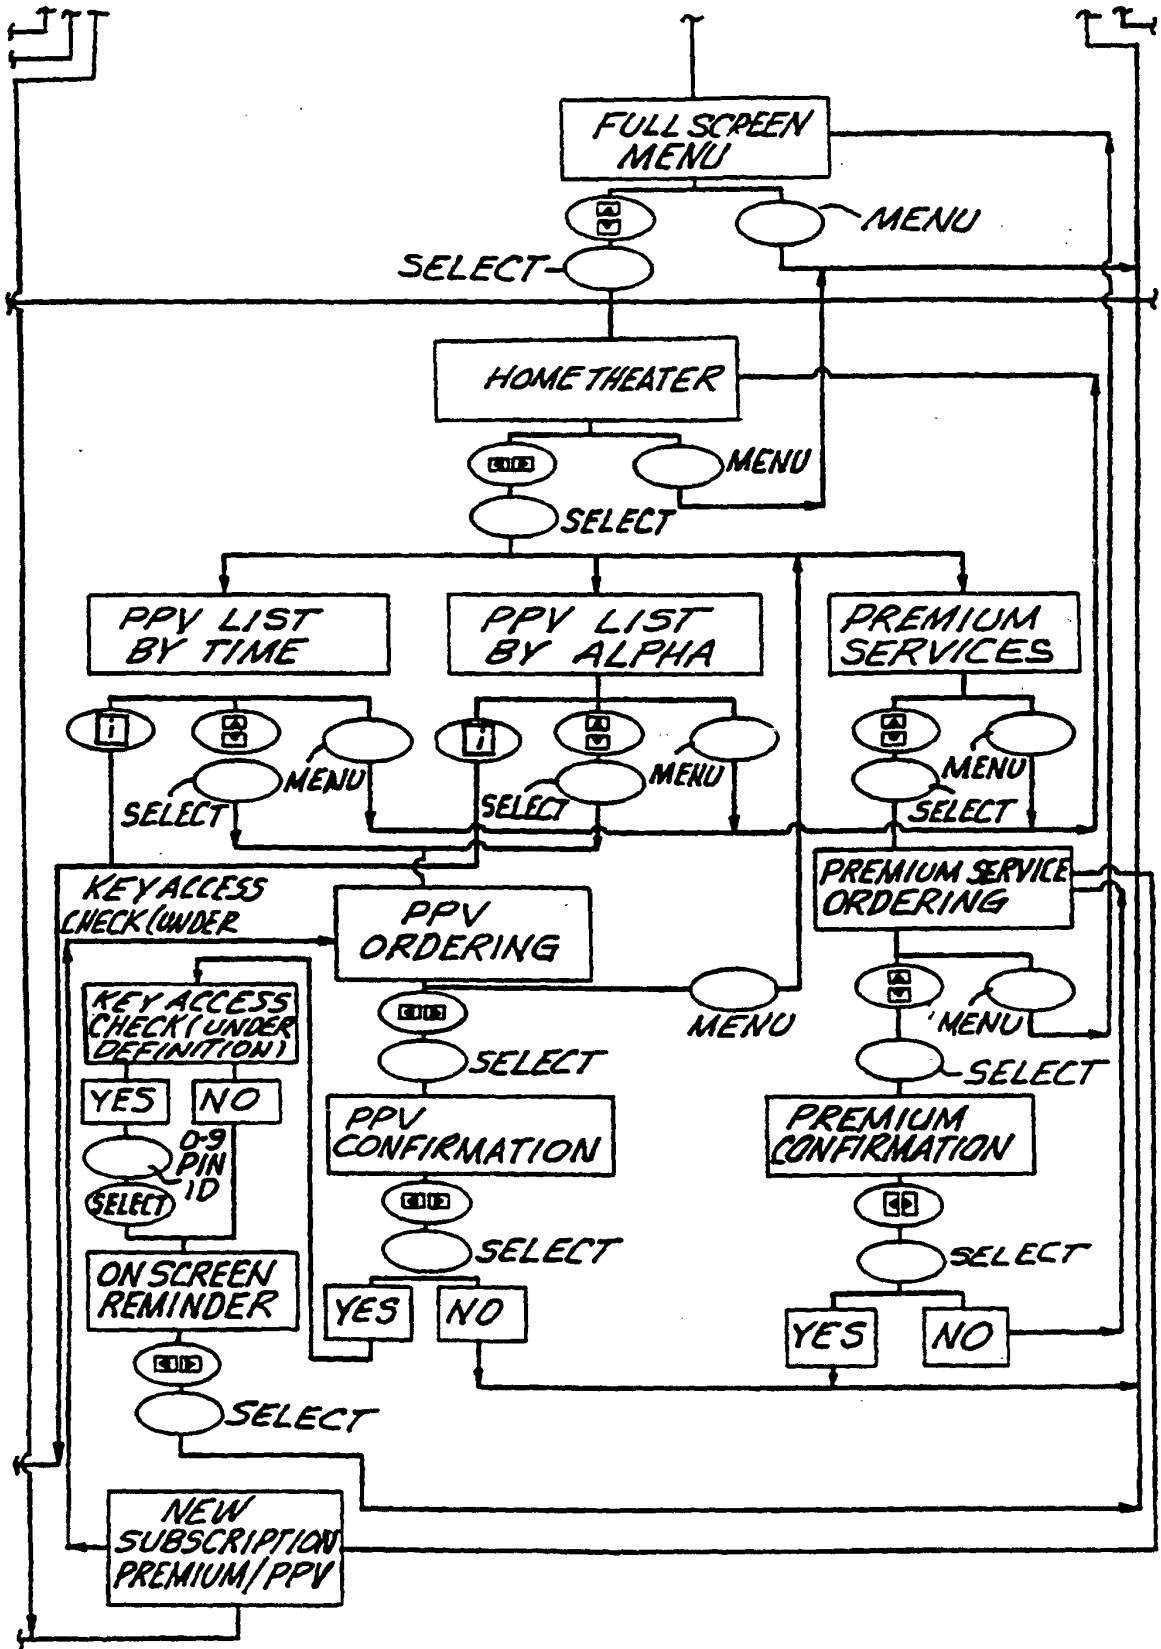 FULL SCREEN
MENU
MENU
SELECT
HOME THEATER
MENU
SELECT
PPV LIST
BY TIME
PPV LIST
BY ALPHA
PREMIUM
SERVICES
i
SELECT
MENU
i
SELECT
MENU
MENU
SELECT
KEY ACCESS
CHECK (UNDER
PPV
ORDERING
PREMIUM SERVICE
ORDERING
MENU
MENU
KEY ACCESS
CHECK (UNDER
DEFINITION)
SELECT
SELECT
YES
NO
PPV
CONFIRMATION
PREMIUM
CONFIRMATION
0-9
PIN
ID
SELECT
SELECT
SELECT
ON SCREEN
REMINDER
YES
NO
YES
NO
SELECT
NEW
SUBSCRIPTION
PREMIUM/PPV